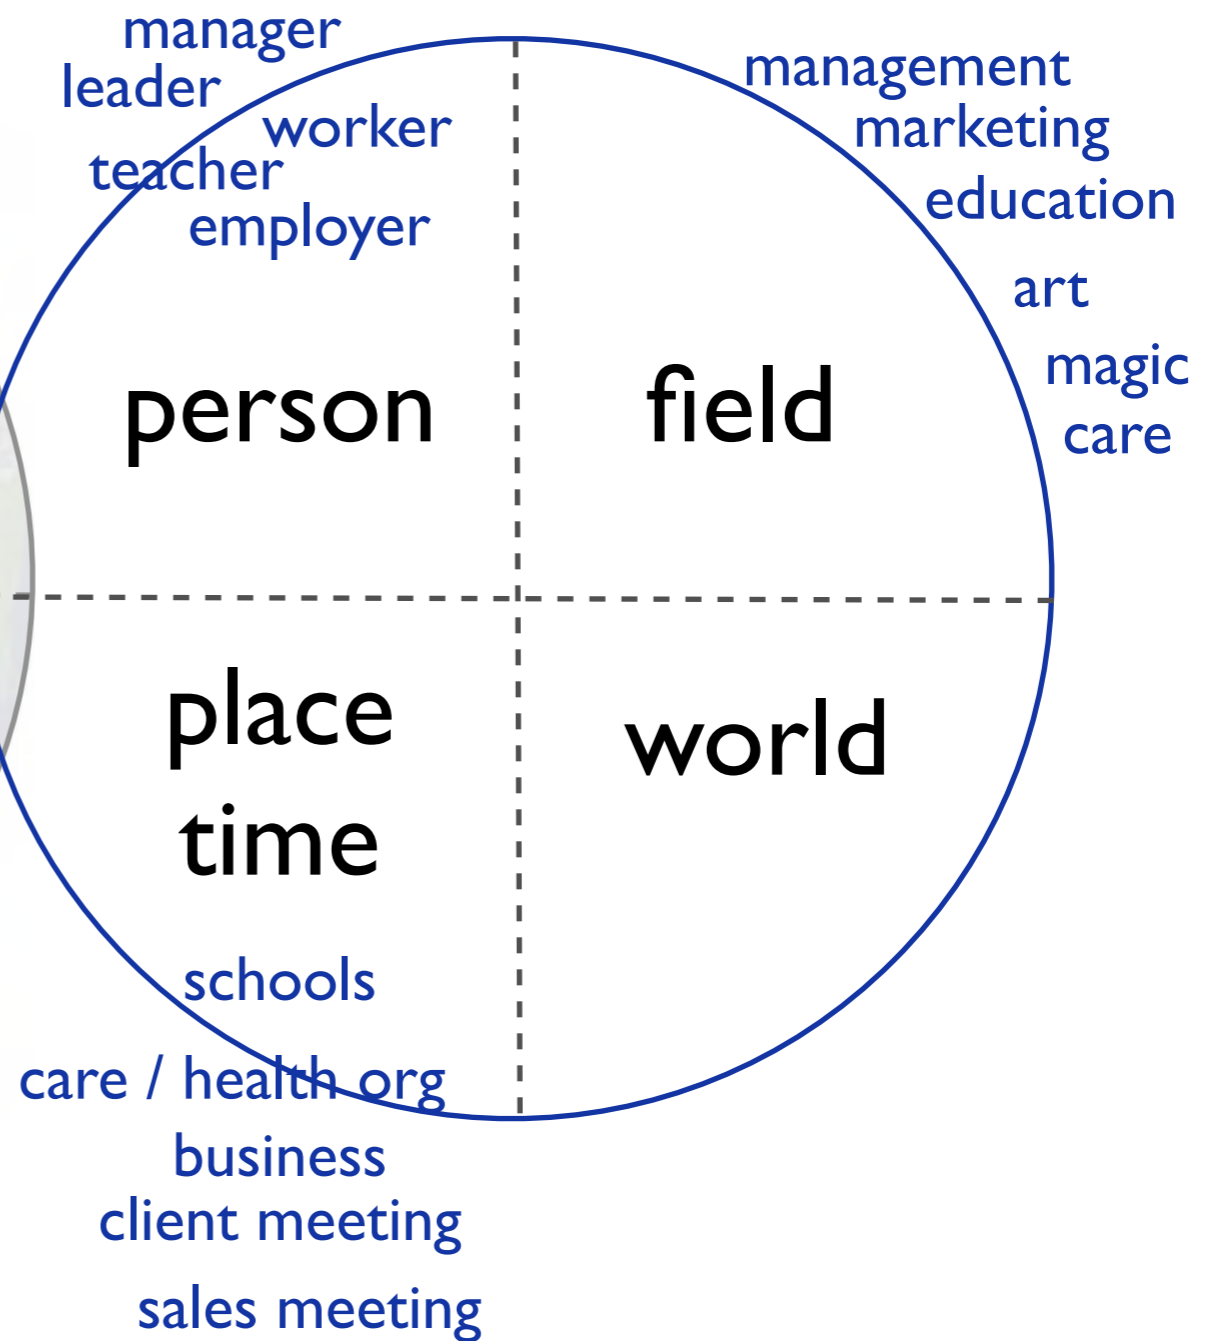 manager
leader
worker
teacher
employer
person
management
marketing
education
art
magic
care
field
place
time
schools
care / health org
business
client meeting
sales meeting
world